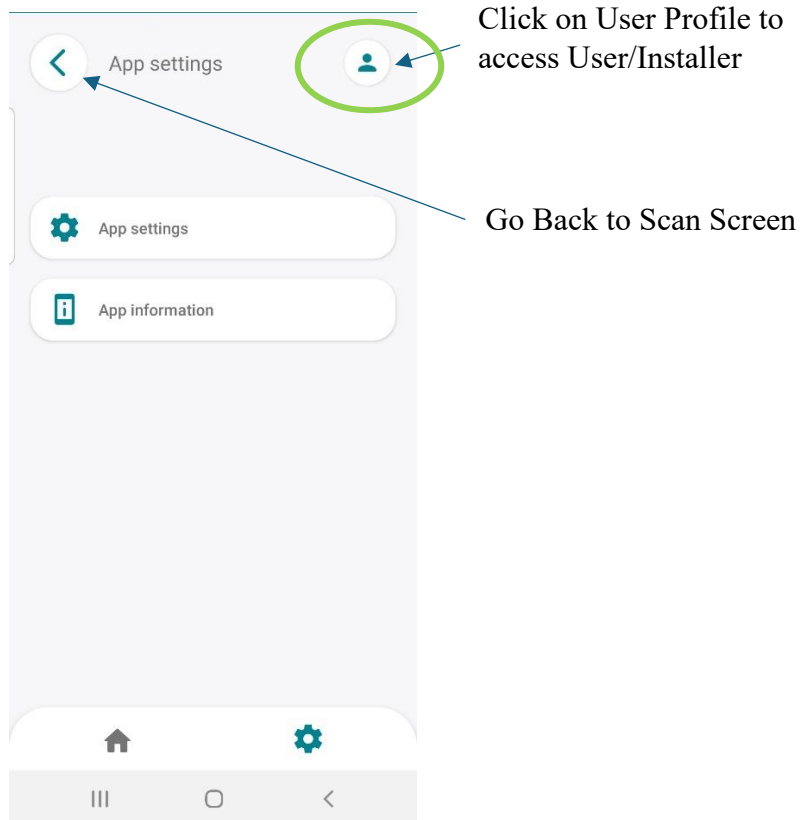 Click on User Profile to
access User/Installer
App settings
Go Back to Scan Screen
App settings
App information